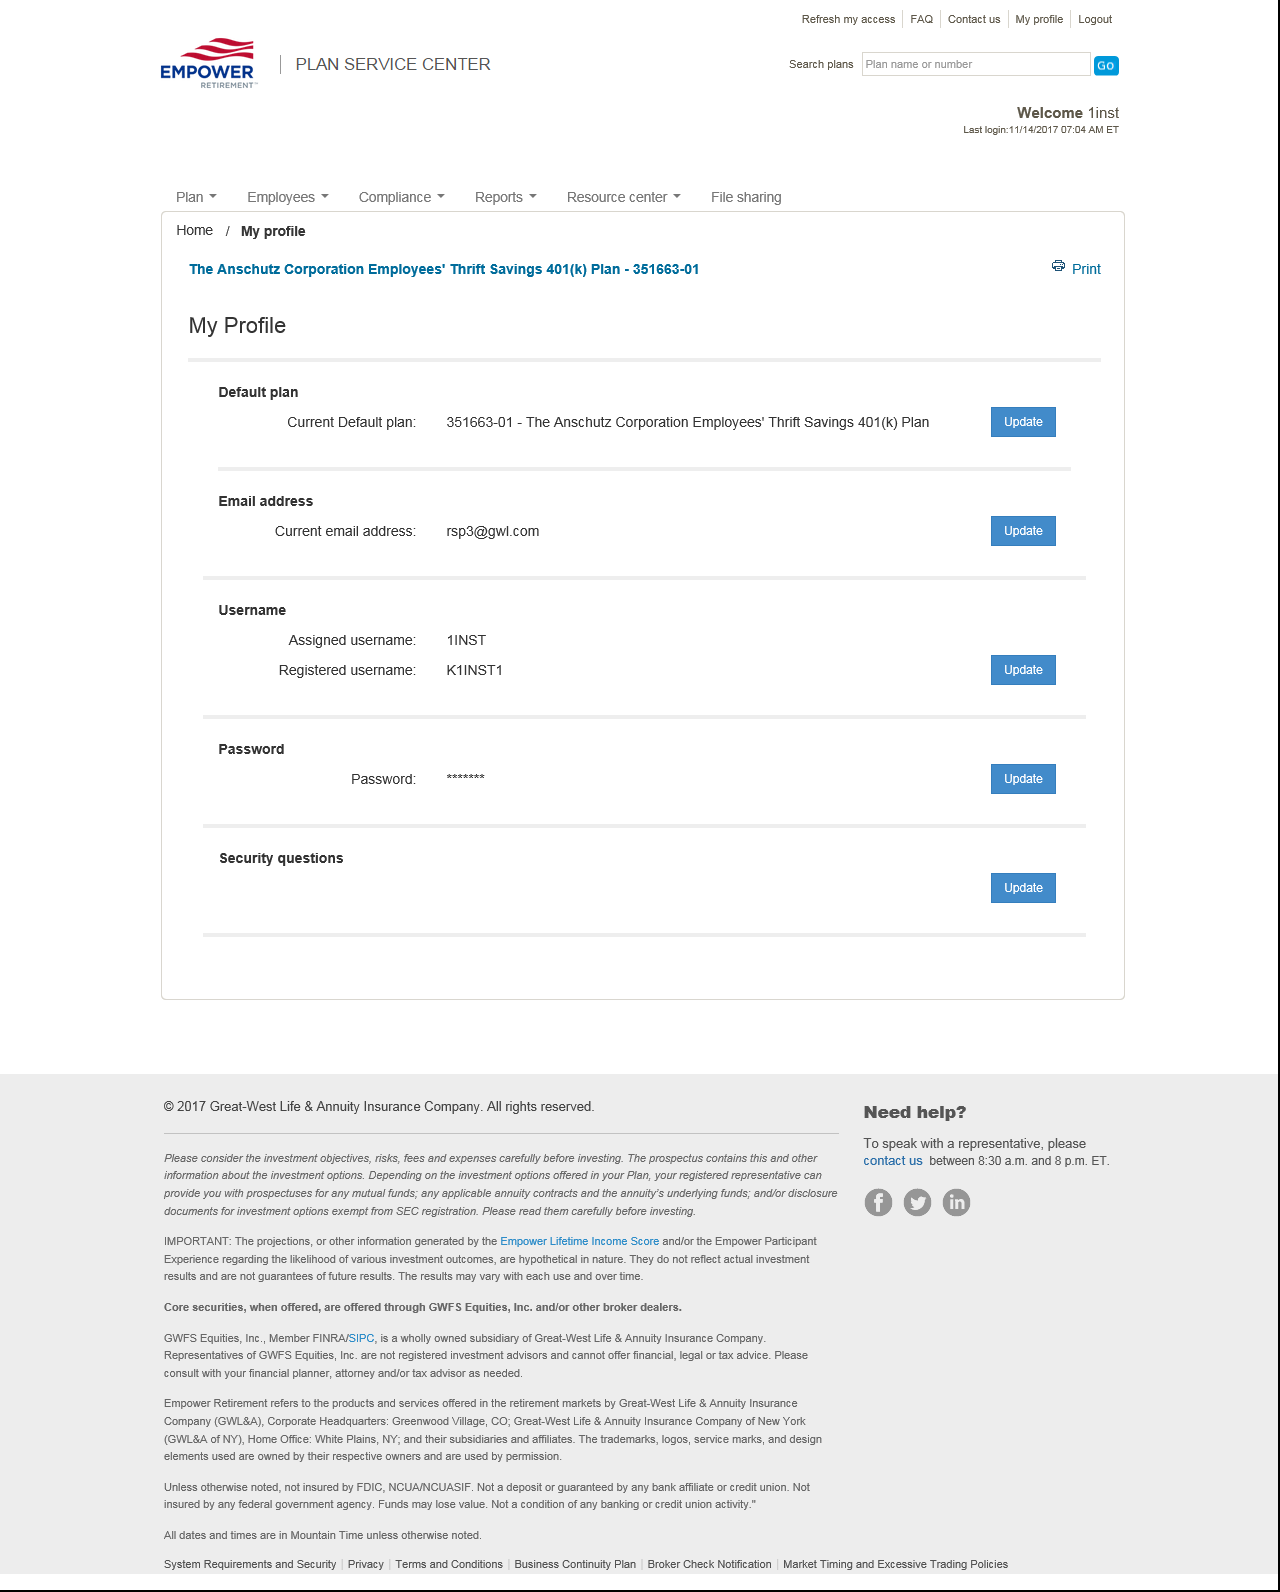 Refresh my access FAQ Contact us My profile Logout
EMPOWER
RETIREMENT™
PLAN SERVICE CENTER
Search plans Plan name or number GO
Welcome 1inst
Last login:11/14/2017 07:04 AM ET
Plan Employees Compliance Reports Resource center File sharing
Home / My profile
The Anschutz Corporation Employees' Thrift Savings 401(k) Plan - 351663-01 Print
My Profile
Default plan
Current Default plan: 351663-01 - The Anschutz Corporation Employees' Thrift Savings 401(k) Plan Update
Email address
Current email address: rsp3@gwl.com Update
Username
Assigned username: 1INST
Registered username: K1INST1 Update
Password
Password: ******* Update
Security questions
Update
© 2017 Great-West Life & Annuity Insurance Company. All rights reserved.
Please consider the investment objectives, risks, fees and expenses carefully before investing. The prospectus contains this and other
information about the investment options. Depending on the investment options offered in your Plan, your registered representative can
provide you with prospectuses for any mutual funds; any applicable annuity contracts and the annuity's underlying funds; and/or disclosure
documents for investment options exempt from SEC registration. Please read them carefully before investing.
IMPORTANT: The projections, or other information generated by the Empower Lifetime Income Score and/or the Empower Participant
Experience regarding the likelihood of various investment outcomes, are hypothetical in nature. They do not reflect actual investment
results and are not guarantees of future results. The results may vary with each use and over time.
Core securities, when offered, are offered through GWFS Equities, Inc. and/or other broker dealers.
GWFS Equities, Inc., Member FINRA/SIPC, is a wholly owned subsidiary of Great-West Life & Annuity Insurance Company.
Representatives of GWFS Equities, Inc. are not registered investment advisors and cannot offer financial, legal or tax advice. Please
consult with your financial planner, attorney and/or tax advisor as needed.
Empower Retirement refers to the products and services offered in the retirement markets by Great-West Life & Annuity Insurance
Company (GWL&A), Corporate Headquarters: Greenwood Village, CO; Great-West Life & Annuity Insurance Company of New York
(GWL&A of NY), Home Office: White Plains, NY; and their subsidiaries and affiliates. The trademarks, logos, service marks, and design
elements used are owned by their respective owners and are used by permission.
Unless otherwise noted, not insured by FDIC, NCUA/NCUASIF. Not a deposit or guaranteed by any bank affiliate or credit union. Not
insured by any federal government agency. Funds may lose value. Not a condition of any banking or credit union activity."
All dates and times are in Mountain Time unless otherwise noted.
System Requirements and Security | Privacy | Terms and Conditions | Business Continuity Plan | Broker Check Notification | Market Timing and Excessive Trading Policies
Need help?
To speak with a representative, please
contact us between 8:30 a.m. and 8 p.m. ET.
f in